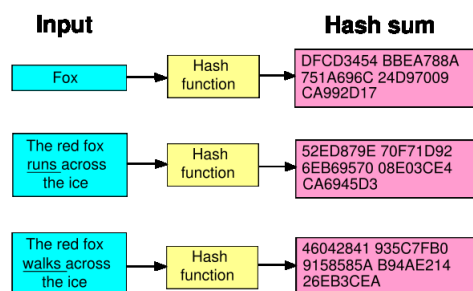 Input
Hash sum
Fox
Hash
function
DFCD3454 BBEA788A
751A696C 24D97009
CA992D17
The red fox
runs across
the ice
Hash
function
52ED879E 70F71D92
6EB69570 08E03CE4
CA6945D3
The red fox
walks across
the ice
Hash
function
46042841 935C7FB0
9158585A B94AE214
26EB3CEA